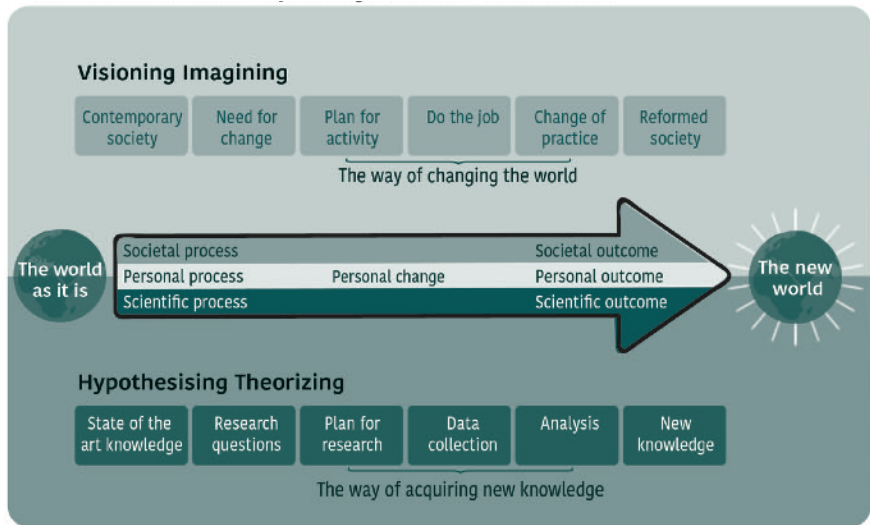 Visioning Imagining
Contemporary
society
Need for
change
Plan for
activity
Do the job
Change of
practice
Reformed
society
The way of changing the world
The world
as it is
Societal process
Societal outcome
Personal process
Personal change
Personal outcome
Scientific process
Scientific outcome
The new
world
Hypothesising Theorizing
State of the
art knowledge
Research
questions
Plan for
research
Data
collection
Analysis
New
knowledge
The way of acquiring new knowledge